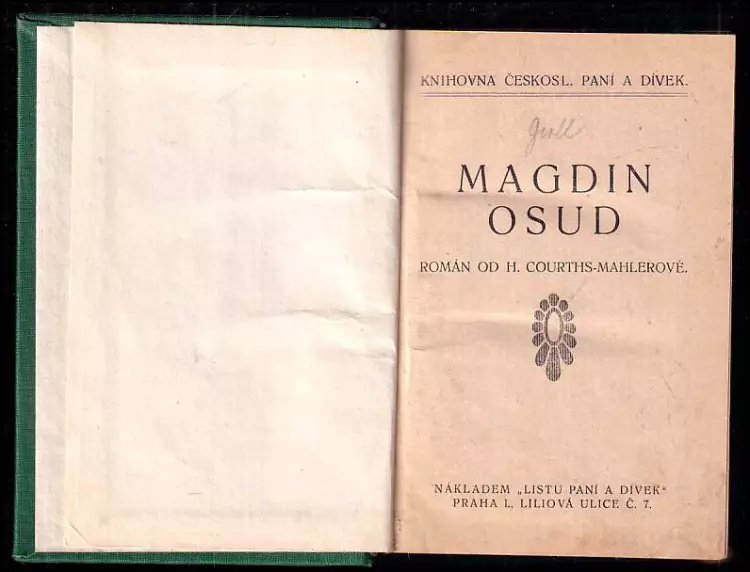 KNIHOVNA ČESKOSL. PANÍ A DÍVEK.
MAGDIN
OSUD
ROMÁN OD H. COURTHS-MAHLEROVÉ.
NÁKLADEM „LISTU PANÍ A DÍVEK“
PRAHA I., LILIOVÁ ULICE Č. 7.